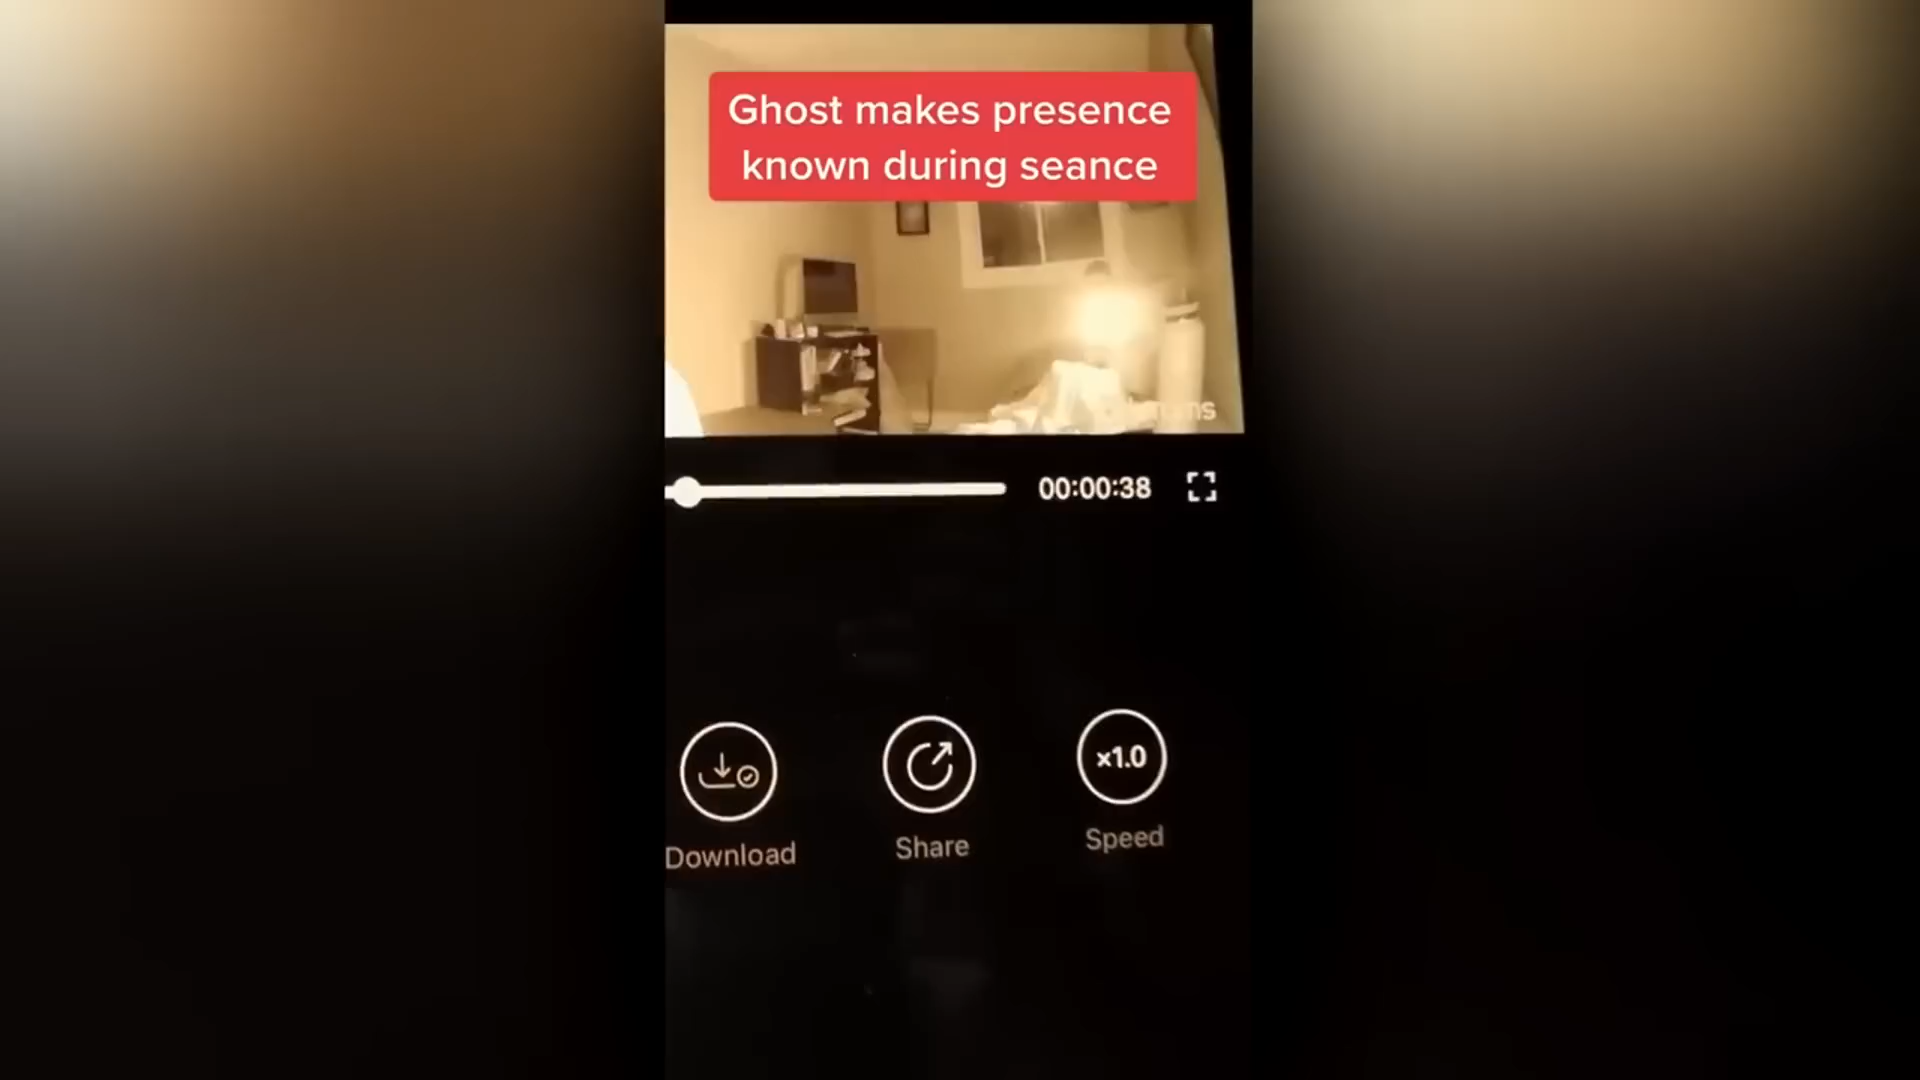 Ghost makes presence
known during seance
00:00:38
×1.0
Download
Share
Speed